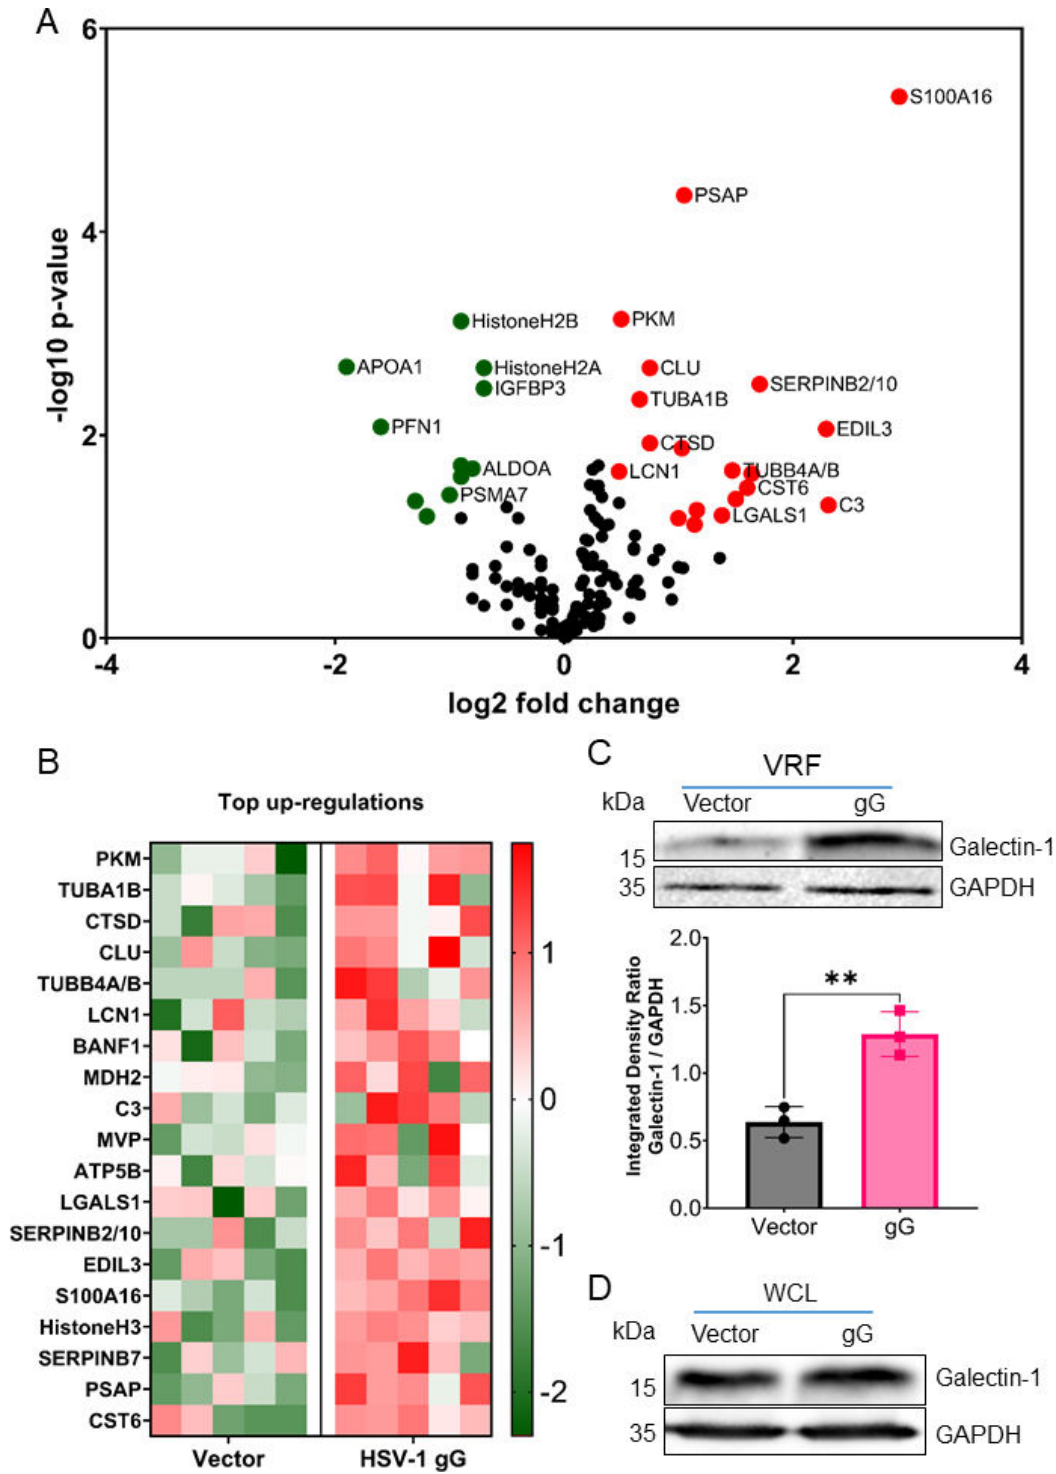 A
6
4
2
0
-log10 p-value
S100A16
PSAP
HistoneH2B
PKM
APOA1
HistoneH2A
CLU
IGFBP3
SERPINB2/10
TUBA1B
PFN1
EDIL3
CTSD
ALDOA
LCN1
TUBB4A/B
PSMA7
CST6
C3
LGALS1
-4
-2
0
2
4
log2 fold change
B
Top up-regulations
PKM
TUBA1B
CTSD
CLU
TUBB4A/B
LCN1
BANF1
MDH2
C3
MVP
ATP5B
LGALS1
SERPINB2/10
EDIL3
S100A16
HistoneH3
SERPINB7
PSAP
CST6
Vector
HSV-1 gG
1
0
-1
-2
C
VRF
kDa
Vector
gG
15
Galectin-1
35
GAPDH
2.0
1.5
1.0
0.5
0.0
Integrated Density Ratio
Galectin-1 / GAPDH
**
Vector
gG
D
WCL
kDa
Vector
gG
15
Galectin-1
35
GAPDH